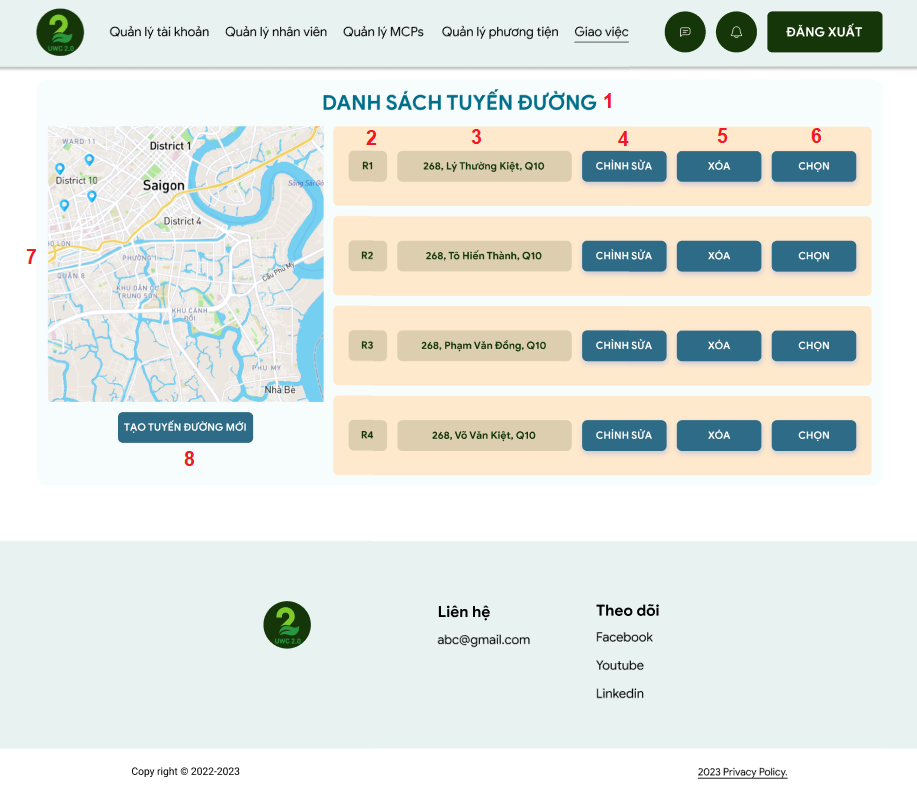 2
UWC 2.0
Quản lý tài khoản
Quản lý nhân viên
Quản lý MCPs
Quản lý phương tiện
Giao việc
ĐĂNG XUẤT
DANH SÁCH TUYẾN ĐƯỜNG 1
WARD 11
District 1
District 10
Saigon
District 4
PHƯỜNG 1
QUẬN 8
KHU DÂN CƯ
TRUNG SƠN
KHU CẢNH
ĐỒI
Cầu Phú M
PHU MY
Nhà Bè
Sông Sài Gò
G LON
7
2
3
4
5
6
R1
268, Lý Thường Kiệt, Q10
CHỈNH SỬA
XÓA
CHỌN
R2
268, Tô Hiến Thành, Q10
CHỈNH SỬA
XÓA
CHỌN
R3
268, Phạm Văn Đồng, Q10
CHỈNH SỬA
XÓA
CHỌN
R4
268, Võ Văn Kiệt, Q10
CHỈNH SỬA
XÓA
CHỌN
TẠO TUYẾN ĐƯỜNG MỚI
8
2
UWC 2.0
Liên hệ
abc@gmail.com
Theo dõi
Facebook
Youtube
Linkedin
Copy right © 2022-2023
2023 Privacy Policy.